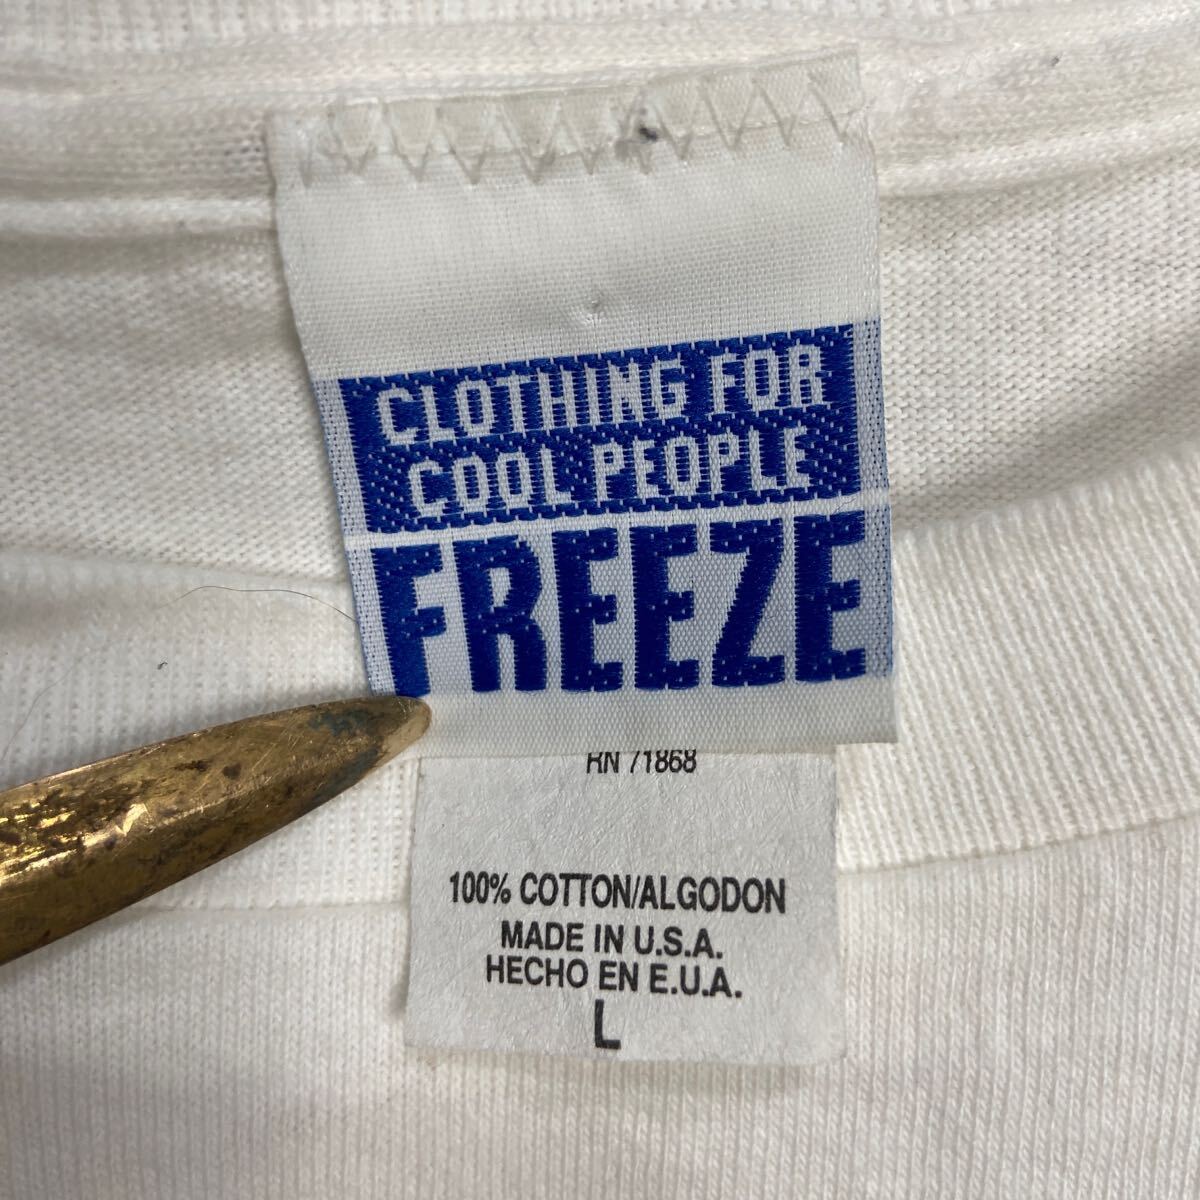 CLOTHING FOR
COOL PEOPLE
FREEZE
RN 71868
100% COTTON/ALGODON
MADE IN U.S.A.
HECHO EN E.U.A.
L